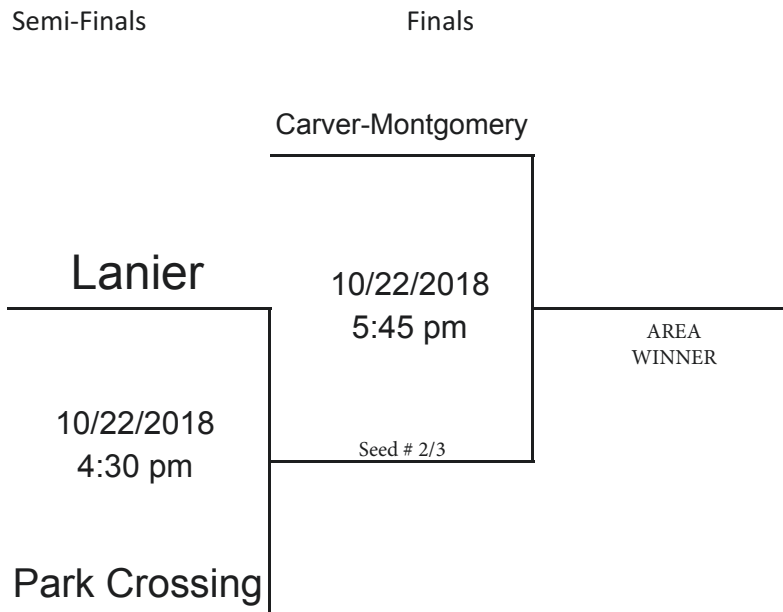 Semi-Finals
Finals
Carver-Montgomery
Lanier
10/22/2018
5:45 pm
AREA
WINNER
10/22/2018
4:30 pm
Seed # 2/3
Park Crossing